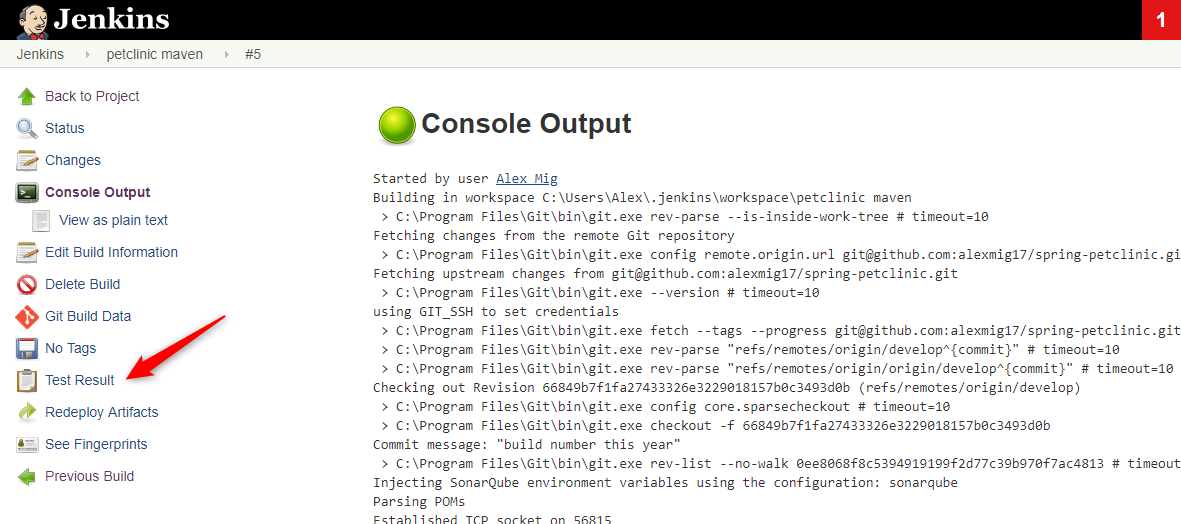 Jenkins
1
Jenkins petclinic maven #5
Back to Project
Status
Changes
Console Output
View as plain text
Edit Build Information
Delete Build
Git Build Data
No Tags
Test Result
Redeploy Artifacts
See Fingerprints
Previous Build
Console Output
Started by user Alex Mig
Building in workspace C:\Users\Alex\.jenkins\workspace\petclinic maven
> C:\Program Files\Git\bin\git.exe rev-parse --is-inside-work-tree # timeout=10
Fetching changes from the remote Git repository
> C:\Program Files\Git\bin\git.exe config remote.origin.url git@github.com:alexmig17/spring-petclinic.gi
Fetching upstream changes from git@github.com:alexmig17/spring-petclinic.git
> C:\Program Files\Git\bin\git.exe --version # timeout=10
using GIT_SSH to set credentials
> C:\Program Files\Git\bin\git.exe fetch --tags --progress git@github.com:alexmig17/spring-petclinic.git
> C:\Program Files\Git\bin\git.exe rev-parse "refs/remotes/origin/develop^{commit}" # timeout=10
> C:\Program Files\Git\bin\git.exe rev-parse "refs/remotes/origin/origin/develop^{commit}" # timeout=10
Checking out Revision 66849b7f1fa27433326e3229018157b0c3493d0b (refs/remotes/origin/develop)
> C:\Program Files\Git\bin\git.exe config core.sparsecheckout # timeout=10
> C:\Program Files\Git\bin\git.exe checkout -f 66849b7f1fa27433326e3229018157b0c3493d0b
Commit message: "build number this year"
> C:\Program Files\Git\bin\git.exe rev-list --no-walk 0ee8068f8c5394919199f2d77c39b970f7ac4813 # timeout
Injecting SonarQube environment variables using the configuration: sonarqube
Parsing POMs
Established TCP socket on 56815